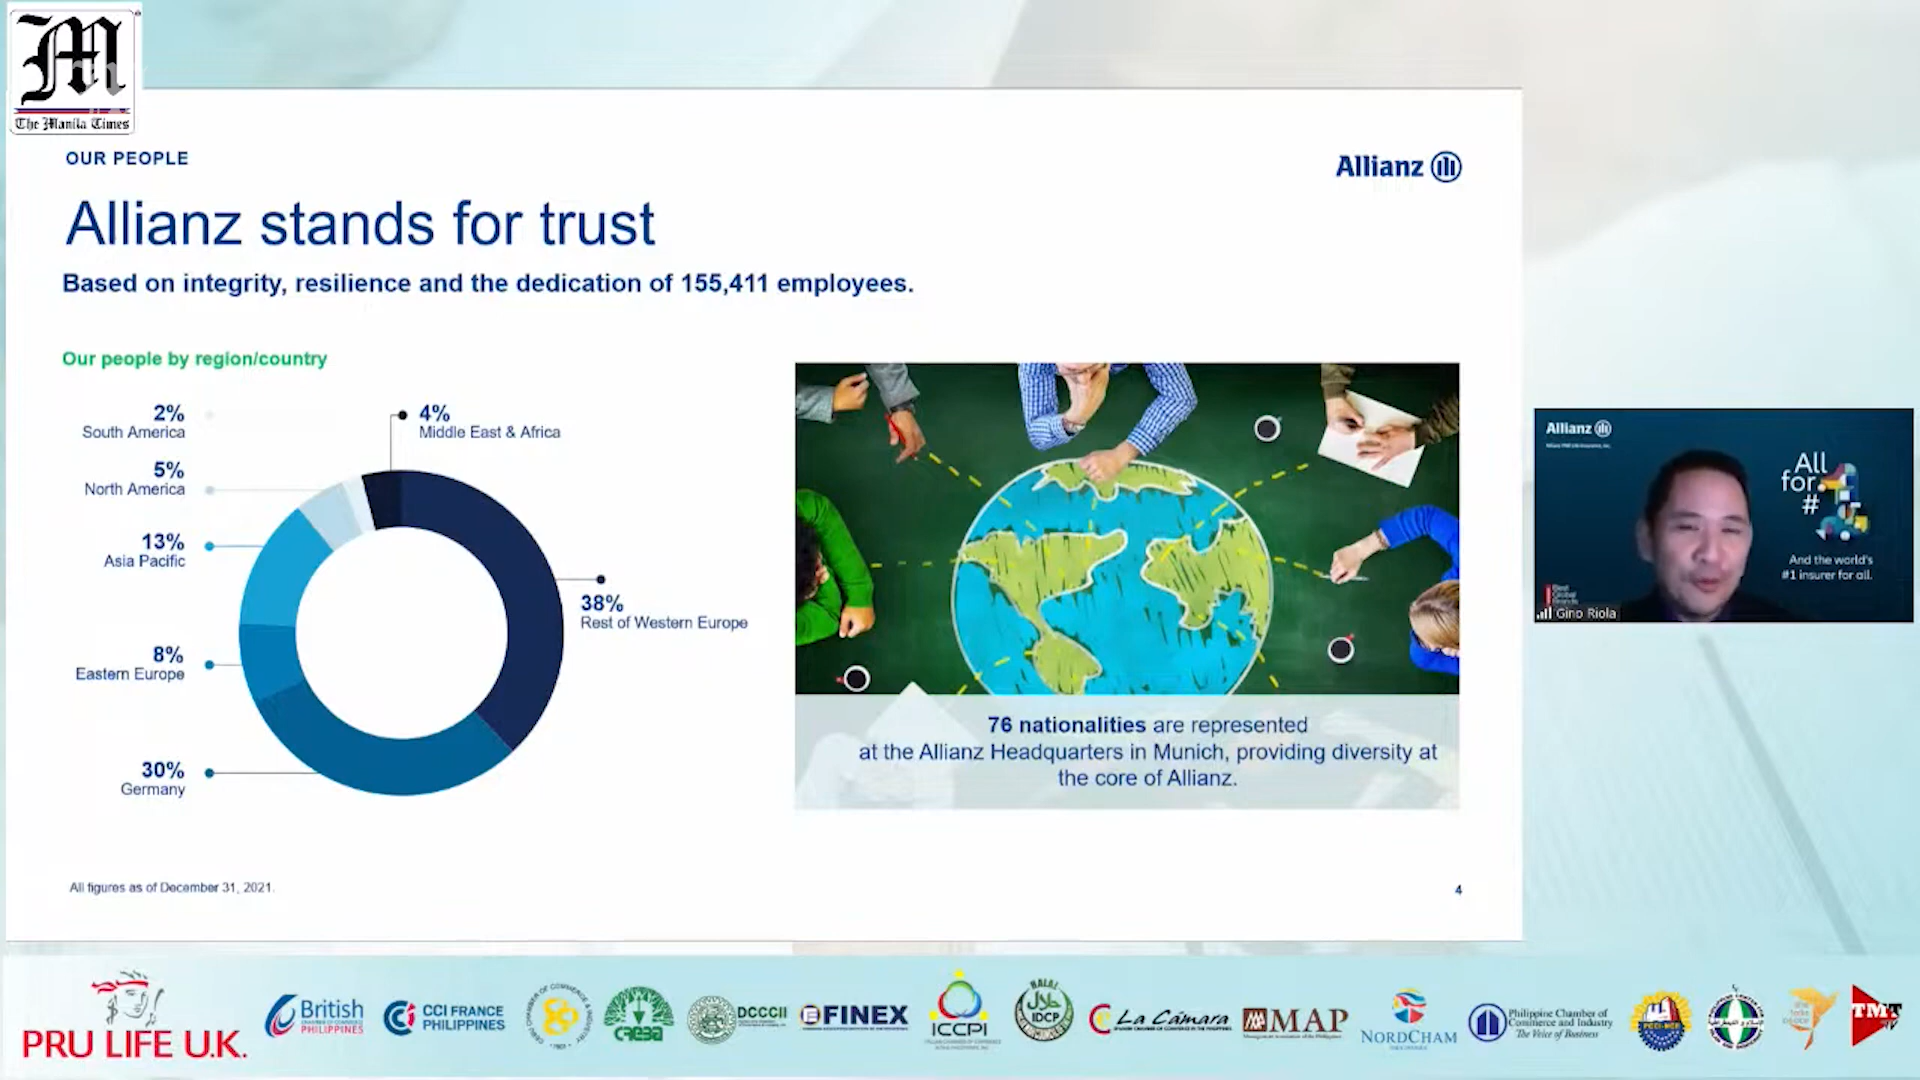 The Manila Times
OUR PEOPLE
Allianz
Allianz stands for trust
Based on integrity, resilience and the dedication of 155,411 employees.
Our people by region/country
2%
South America
5%
North America
13%
Asia Pacific
8%
Eastern Europe
30%
Germany
4%
Middle East & Africa
38%
Rest of Western Europe
76 nationalities are represented
at the Allianz Headquarters in Munich, providing diversity at
the core of Allianz.
All figures as of December 31, 2021.
4
Allianz
All
for
#
And the world's
#1 insurer for all.
Gino Riola
PRU LIFE U.K.
British
PHILIPPINES
CCI FRANCE
PHILIPPINES
DCCCII
FINEX
ICCPI
HALAL
IDCP
La Cámara
MAP
NORDCHAM
Philippine Chamber of
Commerce and Industry
The Voice of Business
TMT